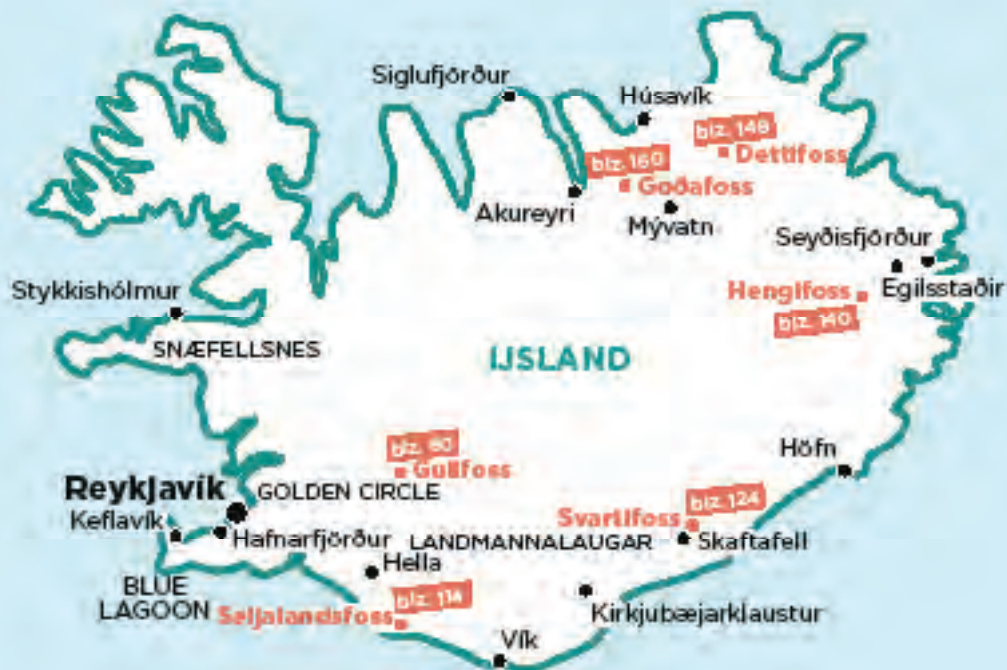 Siglufjörður
Húsavík
blz. 148
Dettifoss
blz. 160
Goðafoss
Akureyri
Mývatn
Seyðisfjörður
Egilsstaðir
Hengifoss
blz. 140
Stykkishólmur
SNÆFELLSNES
IJSLAND
Höfn
blz. 80
Gullfoss
Reykjavík
GOLDEN CIRCLE
Keflavík
Hafnarfjörður
blz. 124
Svartifoss
LANDMANNALAUGAR
Skaftafell
Hella
BLUE
LAGOON
blz. 114
Seljalandsfoss
Kirkjubæjarklaustur
Vík